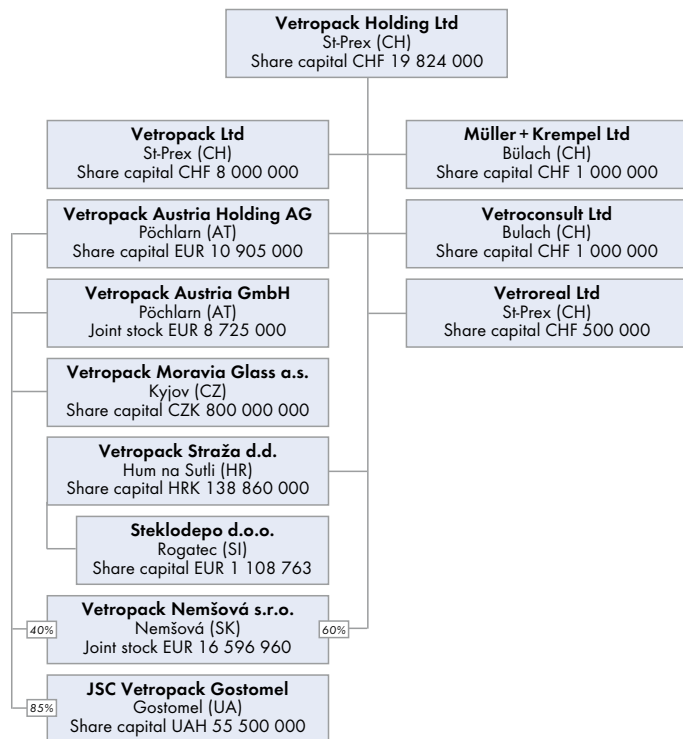 Vetropack Holding Ltd
St-Prex (CH)
Share capital CHF 19 824 000
Vetropack Ltd
St-Prex (CH)
Share capital CHF 8 000 000
Müller + Krempel Ltd
Bülach (CH)
Share capital CHF 1 000 000
Vetropack Austria Holding AG
Pöchlarn (AT)
Share capital EUR 10 905 000
Vetroconsult Ltd
Bulach (CH)
Share capital CHF 1 000 000
Vetropack Austria GmbH
Pöchlarn (AT)
Joint stock EUR 8 725 000
Vetroreal Ltd
St-Prex (CH)
Share capital CHF 500 000
Vetropack Moravia Glass a.s.
Kyjov (CZ)
Share capital CZK 800 000 000
Vetropack Straža d.d.
Hum na Sutli (HR)
Share capital HRK 138 860 000
Steklodepo d.o.o.
Rogatec (SI)
Share capital EUR 1 108 763
Vetropack Nemšová s.r.o.
40% Nemšová (SK) 60%
Joint stock EUR 16 596 960
JSC Vetropack Gostomel
85% Gostomel (UA)
Share capital UAH 55 500 000